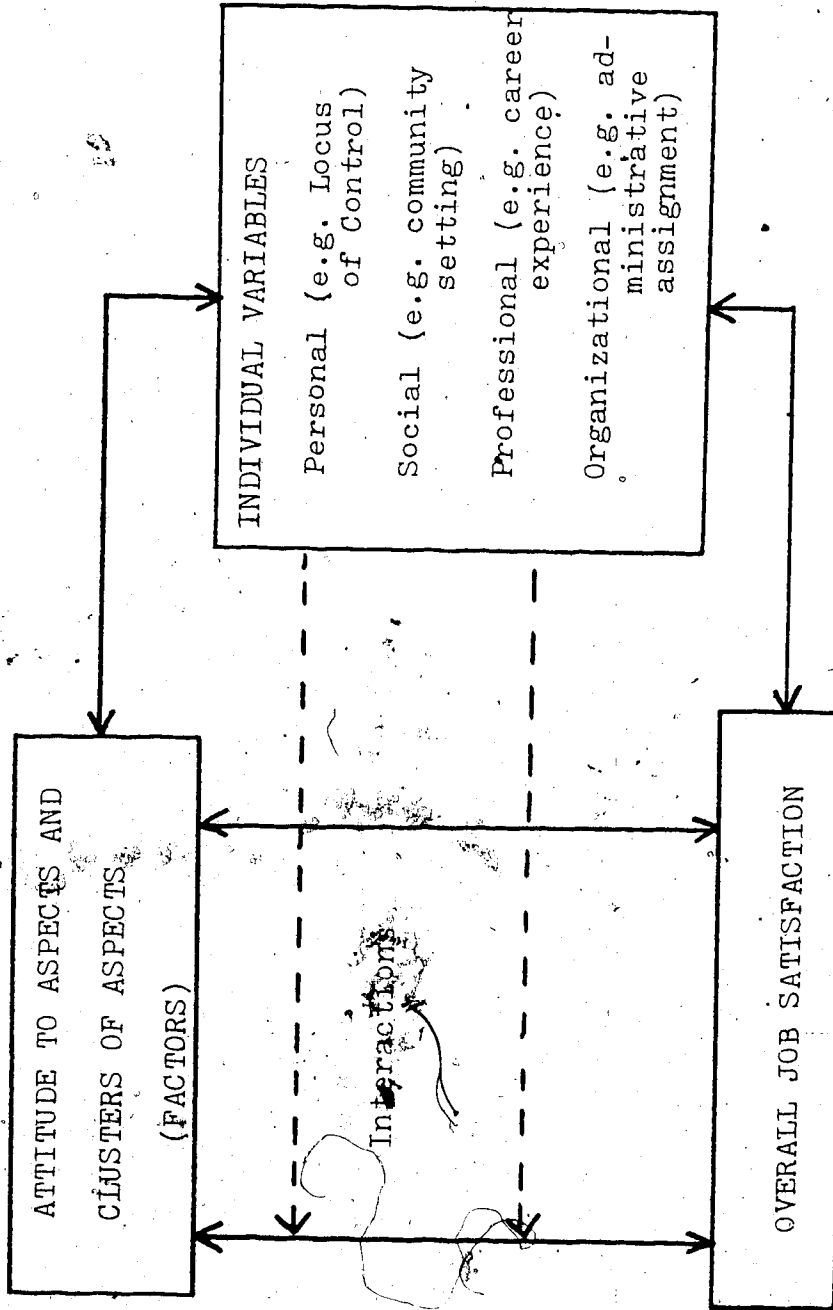 ATTITUDE TO ASPECTS AND
CLUSTERS OF ASPECTS
(FACTORS)
Interactions
OVERALL JOB SATISFACTION
INDIVIDUAL VARIABLES
Personal (e.g. Locus
of Control)
Social (e.g. community
setting)
Professional (e.g. career
experience)
Organizational (e.g. ad-
ministrative
assignment)